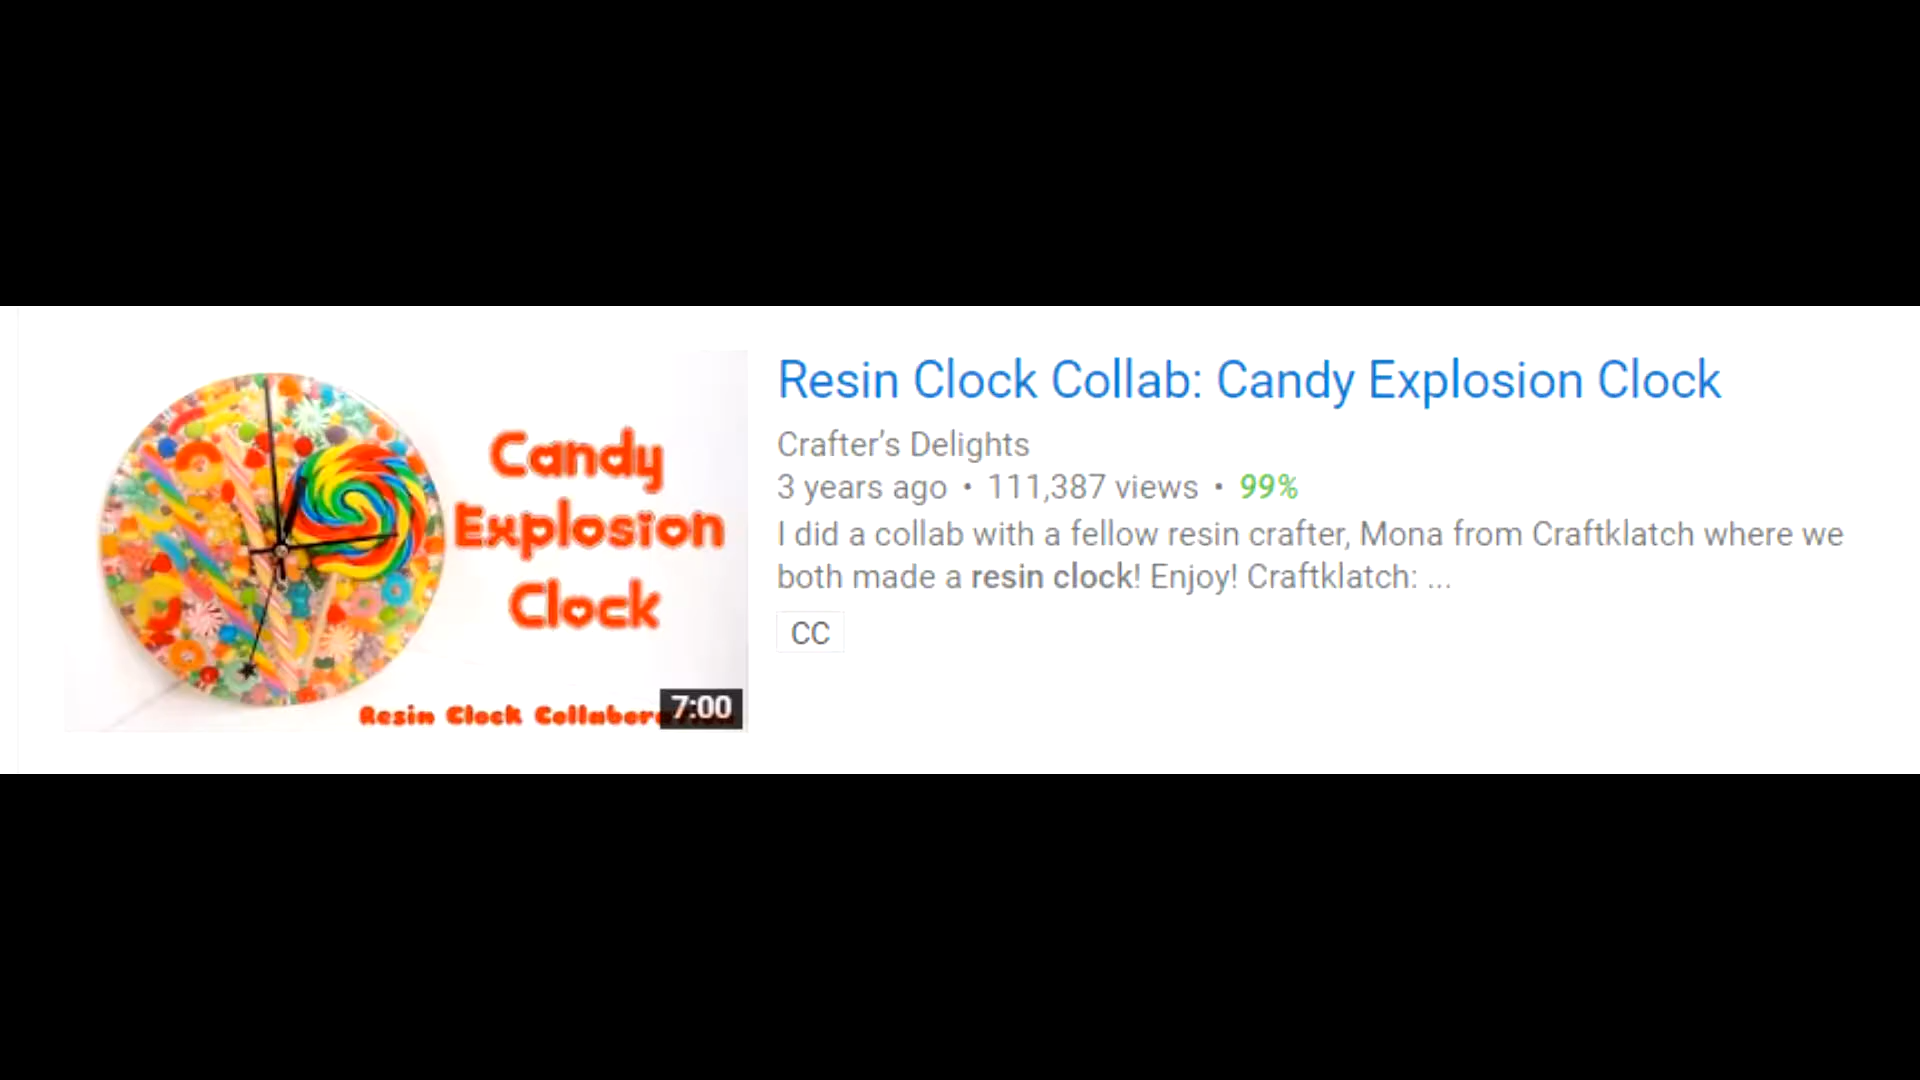 Candy
Explosion
Clock
Resin Clock
7:00
Resin Clock Collab: Candy Explosion Clock
Crafter’s Delights
3 years ago • 111,387 views • 99%
I did a collab with a fellow resin crafter, Mona from Craftklatch where we
both made a resin clock! Enjoy! Craftklatch: ...
CC